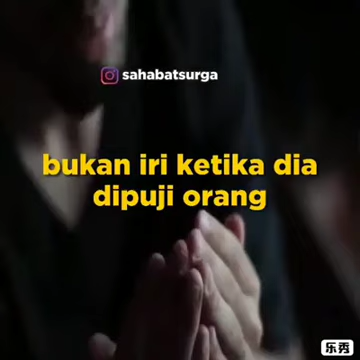 sahabatsurga
bukan iri ketika dia
dipuji orang
乐秀